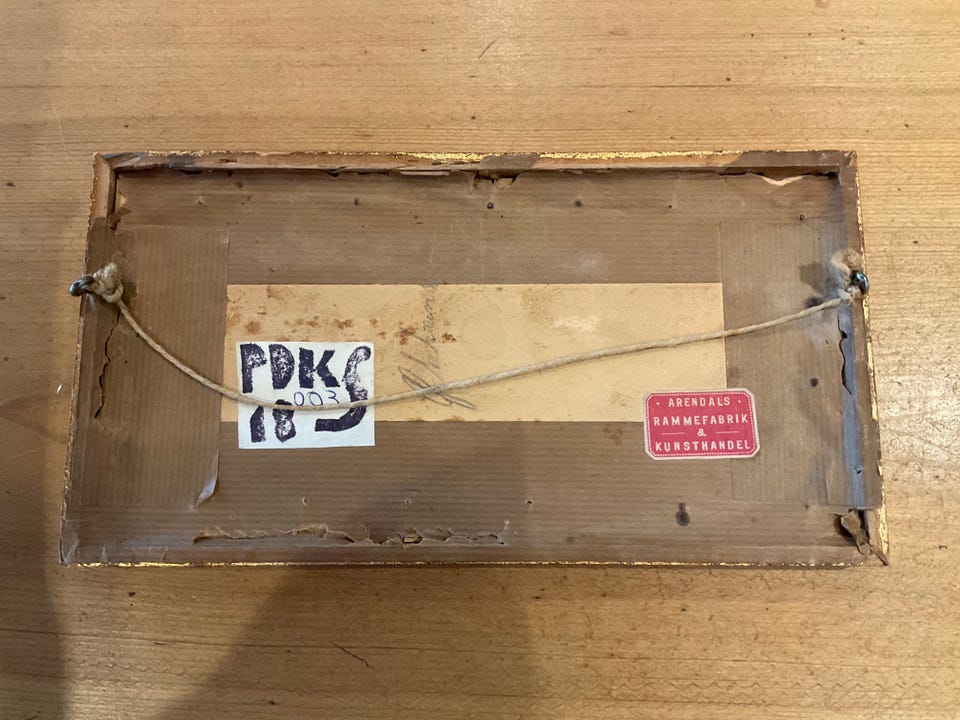 PDKS
18
003
· ARENDALS ·
RAMMEFABRIK
&
KUNSTHANDEL